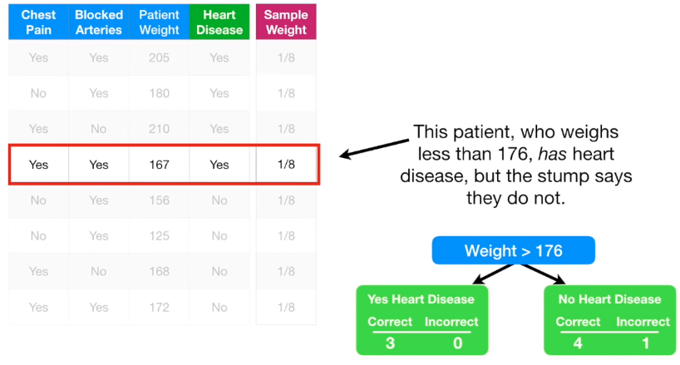 Chest Pain Blocked Arteries Patient Weight Heart Disease Sample Weight
Yes Yes 205 Yes 1/8
No Yes 180 Yes 1/8
Yes No 210 Yes 1/8
Yes Yes 167 Yes 1/8
No Yes 156 No 1/8
No Yes 125 No 1/8
Yes No 168 No 1/8
Yes Yes 172 No 1/8
This patient, who weighs
less than 176, has heart
disease, but the stump says
they do not.
Weight > 176
Yes Heart Disease
Correct Incorrect
3 0
No Heart Disease
Correct Incorrect
4 1